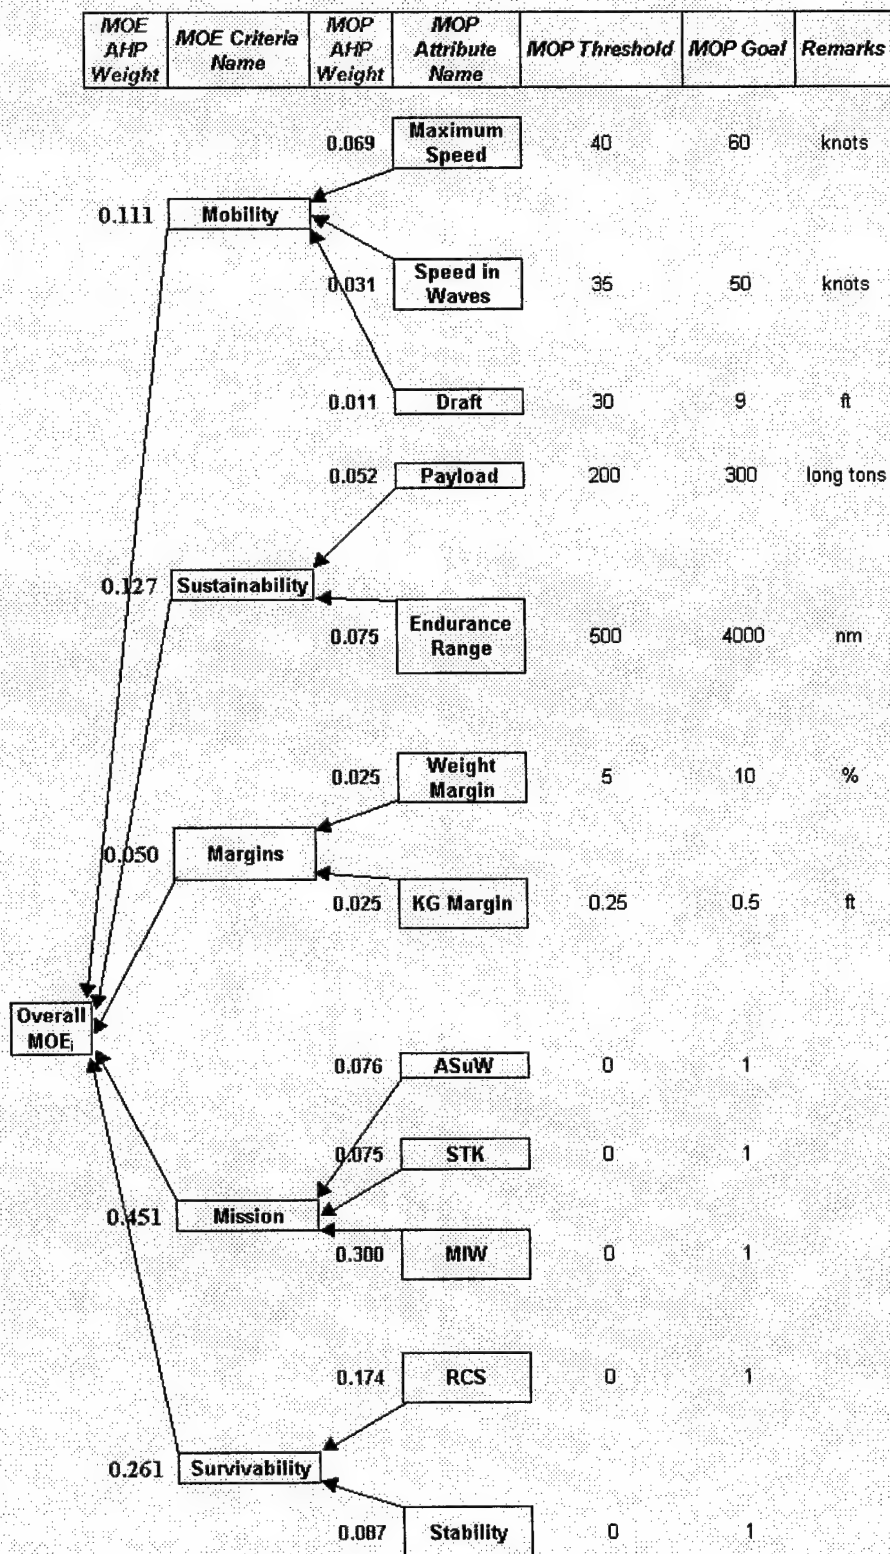 MOE AHP Weight
MOE Criteria Name
MOP AHP Weight
MOP Attribute Name
MOP Threshold
MOP Goal
Remarks
0.069 Maximum Speed 40 60 knots
0.111 Mobility
0.031 Speed in Waves 35 50 knots
0.011 Draft 30 9 ft
0.052 Payload 200 300 long tons
0.127 Sustainability
0.075 Endurance Range 500 4000 nm
0.025 Weight Margin 5 10 %
0.050 Margins
0.025 KG Margin 0.25 0.5 ft
Overall MOEi
0.076 ASuW 0 1
0.075 STK 0 1
0.451 Mission
0.300 MIW 0 1
0.174 RCS 0 1
0.261 Survivability
0.087 Stability 0 1